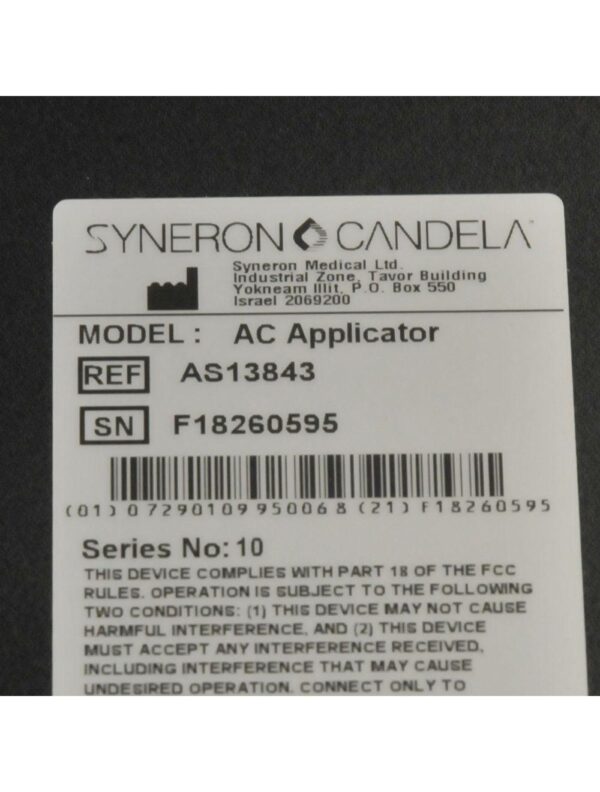 SYNERON CANDELA™
Syneron Medical Ltd.
Industrial Zone, Tavor Building
Yokneam Illit, P.O. Box 550
Israel 2069200
MODEL : AC Applicator
REF AS13843
SN F18260595
(01) 07290109950068 (21) F18260595
Series No: 10
THIS DEVICE COMPLIES WITH PART 18 OF THE FCC
RULES. OPERATION IS SUBJECT TO THE FOLLOWING
TWO CONDITIONS: (1) THIS DEVICE MAY NOT CAUSE
HARMFUL INTERFERENCE, AND (2) THIS DEVICE
MUST ACCEPT ANY INTERFERENCE RECEIVED,
INCLUDING INTERFERENCE THAT MAY CAUSE
UNDESIRED OPERATION. CONNECT ONLY TO